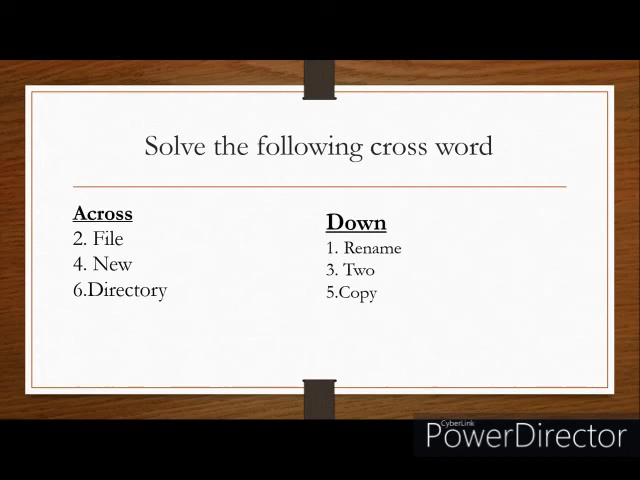 Solve the following cross word
Across
2. File
4. New
6.Directory
Down
1. Rename
3. Two
5.Copy
CyberLink
PowerDirector